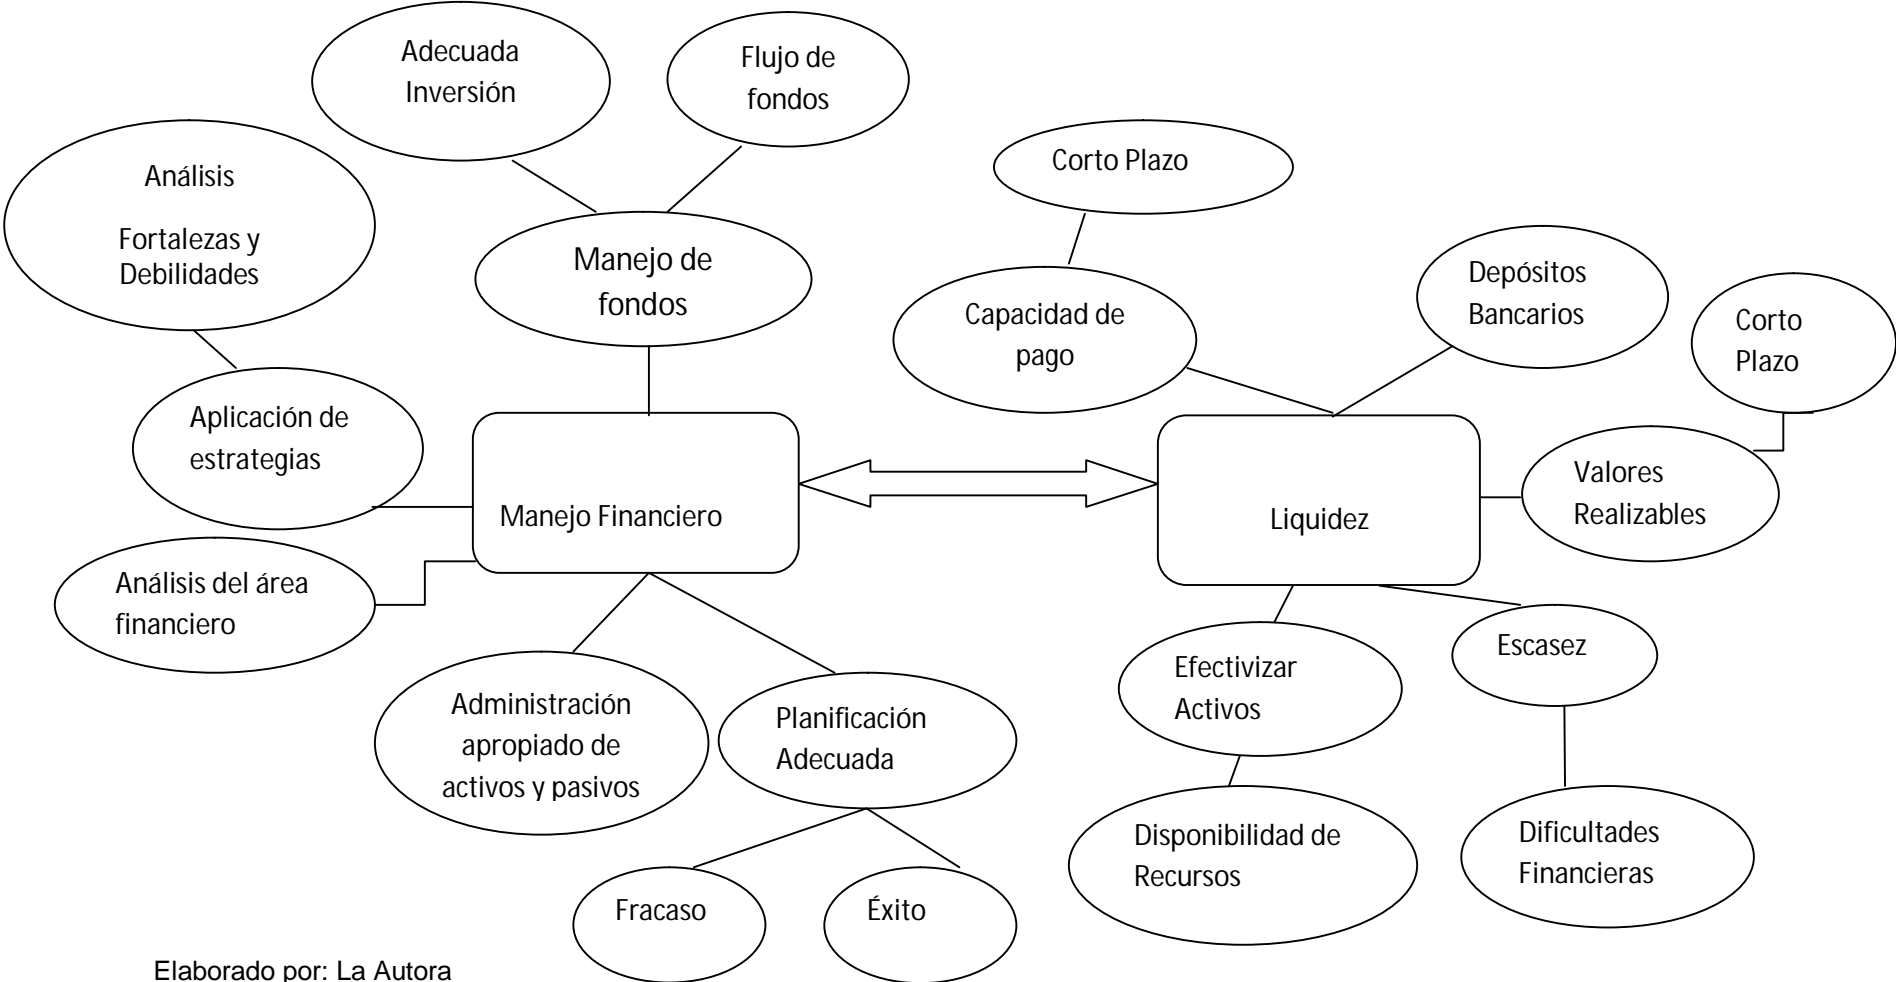 Adecuada
Inversión
Flujo de
fondos
Análisis
Fortalezas y
Debilidades
Manejo de
fondos
Corto Plazo
Capacidad de
pago
Depósitos
Bancarios
Corto
Plazo
Aplicación de
estrategias
Manejo Financiero
Liquidez
Valores
Realizables
Análisis del área
financiero
Administración
apropiado de
activos y pasivos
Planificación
Adecuada
Efectivizar
Activos
Escasez
Fracaso
Éxito
Disponibilidad de
Recursos
Dificultades
Financieras
Elaborado por: La Autora